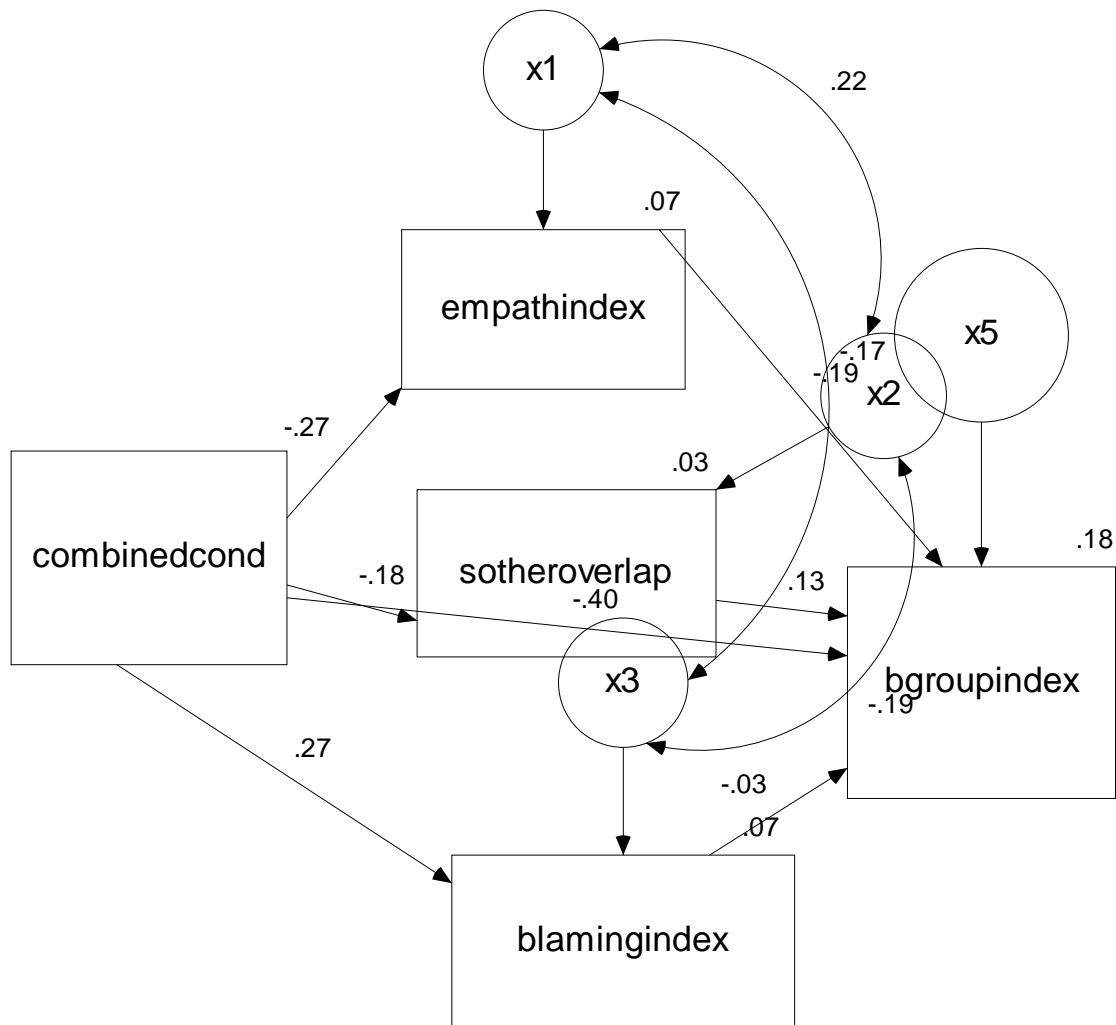 x1
.22
.07
empathindex
x5
-.17
-.19
x2
-.27
.03
combinedcond
sotheroverlap
.18
-.18
-.40
.13
x3
bgroupindex
-.19
.27
-.03
.07
blamingindex